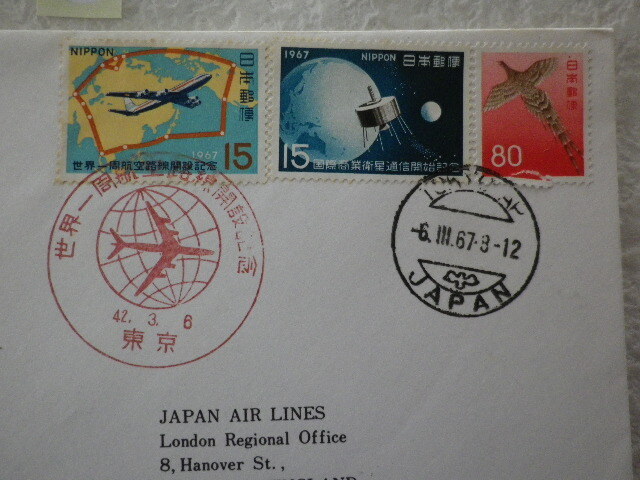 NIPPON 日本郵便
1967
世界一周航空路線開設記念 15
1967 NIPPON 日本郵便
15 国際商業衛星通信開始記念
日本郵便
80
世界一周航空路線開設記念
42. 3. 6
東京
-6. III. 67. 8-12
JAPAN
JAPAN AIR LINES
London Regional Office
8, Hanover St.,